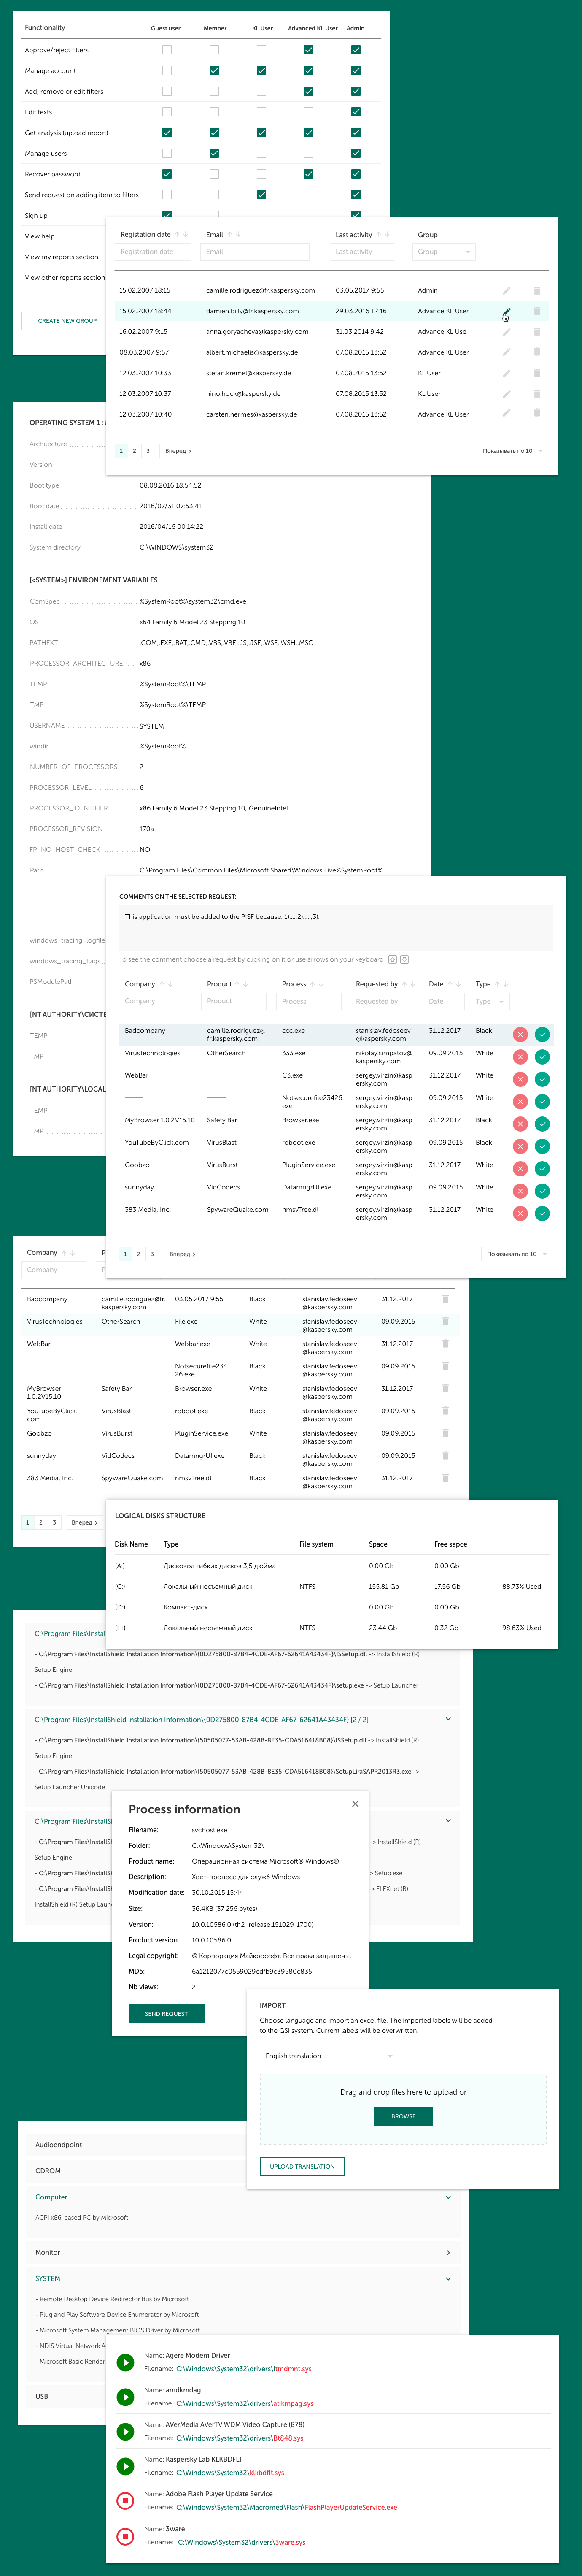 Functionality Guest user Member KL User Advanced KL User Admin
Approve/reject filters
Manage account
Add, remove or edit filters
Edit texts
Get analysis (upload report)
Manage users
Recover password
Send request on adding item to filters
Sign up
View help
View my reports section
View other reports section
CREATE NEW GROUP
Registation date Email Last activity Group
Registration date Email Last activity Group
15.02.2007 18:15 camille.rodriguez@fr.kaspersky.com 03.05.2017 9:55 Admin
15.02.2007 18:44 damien.billy@fr.kaspersky.com 29.03.2016 12:16 Advance KL User
16.02.2007 9:15 anna.goryacheva@kaspersky.com 31.03.2014 9:42 Advance KL Use
08.03.2007 9:57 albert.michaelis@kaspersky.de 07.08.2015 13:52 Advance KL User
12.03.2007 10:33 stefan.kremel@kaspersky.de 07.08.2015 13:52 KL User
12.03.2007 10:37 nino.hock@kaspersky.de 07.08.2015 13:52 KL User
12.03.2007 10:40 carsten.hermes@kaspersky.de 07.08.2015 13:52 Advance KL User
1 2 3 Вперед Показывать по 10
OPERATING SYSTEM 1 :
Architecture
Version
Boot type 08.08.2016 18.54.52
Boot date 2016/07/31 07:53:41
Install date 2016/04/16 00:14:22
System directory C:\WINDOWS\system32
[<SYSTEM>] ENVIRONEMENT VARIABLES
ComSpec %SystemRoot%\system32\cmd.exe
OS x64 Family 6 Model 23 Stepping 10
PATHEXT .COM;.EXE;.BAT;.CMD;.VBS;.VBE;.JS;.JSE;.WSF;.WSH;.MSC
PROCESSOR_ARCHITECTURE x86
TEMP %SystemRoot%\TEMP
TMP %SystemRoot%\TEMP
USERNAME SYSTEM
windir %SystemRoot%
NUMBER_OF_PROCESSORS 2
PROCESSOR_LEVEL 6
PROCESSOR_IDENTIFIER x86 Family 6 Model 23 Stepping 10, GenuineIntel
PROCESSOR_REVISION 170a
FP_NO_HOST_CHECK NO
Path C:\Program Files\Common Files\Microsoft Shared\Windows Live%SystemRoot%
windows_tracing_logfile
windows_tracing_flags
PSModulePath
[NT AUTHORITY\СИСТЕ
TEMP
TMP
[NT AUTHORITY\LOCAL
TEMP
TMP
COMMENTS ON THE SELECTED REQUEST:
This application must be added to the PISF because: 1)...,2).....,3).
To see the comment choose a request by clicking on it or use arrows on your keyboard
Company Product Process Requested by Date Type
Company Product Process Requested by Date Type
Badcompany camille.rodriguez@ ccc.exe stanislav.fedoseev 31.12.2017 Black
fr.kaspersky.com @kaspersky.com
VirusTechnologies OtherSearch 333.exe nikolay.simpatov@ 09.09.2015 White
kaspersky.com
WebBar C3.exe sergey.virzin@kasp 31.12.2017 White
ersky.com
Notsecurefile23426. sergey.virzin@kasp 09.09.2015 White
exe ersky.com
MyBrowser 1.0.2V15.10 Safety Bar Browser.exe sergey.virzin@kasp 31.12.2017 Black
ersky.com
YouTubeByClick.com VirusBlast roboot.exe sergey.virzin@kasp 09.09.2015 Black
ersky.com
Goobzo VirusBurst PluginService.exe sergey.virzin@kasp 31.12.2017 White
ersky.com
sunnyday VidCodecs DatamngrUI.exe sergey.virzin@kasp 09.09.2015 White
ersky.com
383 Media, Inc. SpywareQuake.com nmsvTree.dl sergey.virzin@kasp 31.12.2017 White
ersky.com
1 2 3 Вперед Показывать по 10
Company
Company
Badcompany camille.rodriguez@fr. 03.05.2017 9:55 Black stanislav.fedoseev 31.12.2017
kaspersky.com @kaspersky.com
VirusTechnologies OtherSearch File.exe White stanislav.fedoseev 09.09.2015
@kaspersky.com
WebBar Webbar.exe White stanislav.fedoseev 31.12.2017
@kaspersky.com
Notsecurefile234 Black stanislav.fedoseev 09.09.2015
26.exe @kaspersky.com
MyBrowser Safety Bar Browser.exe White stanislav.fedoseev 31.12.2017
1.0.2V15.10 @kaspersky.com
YouTubeByClick. VirusBlast roboot.exe Black stanislav.fedoseev 09.09.2015
com @kaspersky.com
Goobzo VirusBurst PluginService.exe White stanislav.fedoseev 09.09.2015
@kaspersky.com
sunnyday VidCodecs DatamngrUI.exe Black stanislav.fedoseev 09.09.2015
@kaspersky.com
383 Media, Inc. SpywareQuake.com nmsvTree.dl Black stanislav.fedoseev 31.12.2017
@kaspersky.com
1 2 3 Вперед
LOGICAL DISKS STRUCTURE
Disk Name Type File system Space Free sapce
(A:) Дисковод гибких дисков 3,5 дюйма 0.00 Gb 0.00 Gb
(C:) Локальный несъемный диск NTFS 155.81 Gb 17.56 Gb 88.73% Used
(D:) Компакт-диск 0.00 Gb 0.00 Gb
(H:) Локальный несъемный диск NTFS 23.44 Gb 0.32 Gb 98.63% Used
C:\Program Files\Install
- C:\Program Files\InstallShield Installation Information\{0D275800-87B4-4CDE-AF67-62641A43434F}\ISSetup.dll -> InstallShield (R)
Setup Engine
- C:\Program Files\InstallShield Installation Information\{0D275800-87B4-4CDE-AF67-62641A43434F}\setup.exe -> Setup Launcher
C:\Program Files\InstallShield Installation Information\{0D275800-87B4-4CDE-AF67-62641A43434F} [2 / 2]
- C:\Program Files\InstallShield Installation Information\{50505077-53AB-428B-8E35-CDA516418B08}\ISSetup.dll -> InstallShield (R)
Setup Engine
- C:\Program Files\InstallShield Installation Information\{50505077-53AB-428B-8E35-CDA516418B08}\SetupLiraSAPR2013R3.exe ->
Setup Launcher Unicode
C:\Program Files\InstallS
- C:\Program Files\InstallSl -> InstallShield (R)
Setup Engine
- C:\Program Files\InstallSl -> Setup.exe
- C:\Program Files\InstallSl -> FLEXnet (R)
InstallShield (R) Setup Laun
Process information
Filename: svchost.exe
Folder: C:\Windows\System32\
Product name: Операционная система Microsoft® Windows®
Description: Хост-процесс для служб Windows
Modification date: 30.10.2015 15:44
Size: 36.4KB (37 256 bytes)
Version: 10.0.10586.0 (th2_release.151029-1700)
Product version: 10.0.10586.0
Legal copyright: © Корпорация Майкрософт. Все права защищены.
MD5: 6a1212077c0559029cdfb9c39580c835
Nb views: 2
SEND REQUEST
IMPORT
Choose language and import an excel file. The imported labels will be added
to the GSI system. Current labels will be overwritten.
English translation
Drag and drop files here to upload or
BROWSE
UPLOAD TRANSLATION
Audioendpoint
CDROM
Computer
ACPI x86-based PC by Microsoft
Monitor
SYSTEM
- Remote Desktop Device Redirector Bus by Microsoft
- Plug and Play Software Device Enumerator by Microsoft
- Microsoft System Management BIOS Driver by Microsoft
- NDIS Virtual Network A
- Microsoft Basic Render
USB
Name: Agere Modem Driver
Filename: C:\Windows\System32\drivers\ltmdmnt.sys
Name: amdkmdag
Filename: C:\Windows\System32\drivers\atikmpag.sys
Name: AVerMedia AVerTV WDM Video Capture (878)
Filename: C:\Windows\System32\drivers\Bt848.sys
Name: Kaspersky Lab KLKBDFLT
Filename: C:\Windows\System32\klkbdflt.sys
Name: Adobe Flash Player Update Service
Filename: C:\Windows\System32\Macromed\Flash\FlashPlayerUpdateService.exe
Name: 3ware
Filename: C:\Windows\System32\drivers\3ware.sys